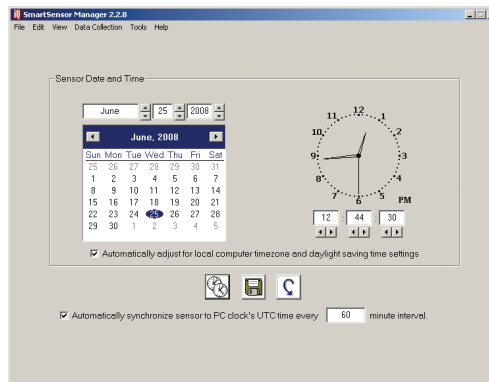 SmartSensor Manager 2.2.8
File Edit View Data Collection Tools Help
Sensor Date and Time
June 25 2008
June, 2008
Sun Mon Tue Wed Thu Fri Sat
25 26 27 28 29 30 31
1 2 3 4 5 6 7
8 9 10 11 12 13 14
15 16 17 18 19 20 21
22 23 24 25 26 27 28
29 30 1 2 3 4 5
12
1
2
3
4
5
6
7
8
9
10
11
PM
12 : 44 : 30
Automatically adjust for local computer timezone and daylight saving time settings
Automatically synchronize sensor to PC clock's UTC time every 60 minute interval.